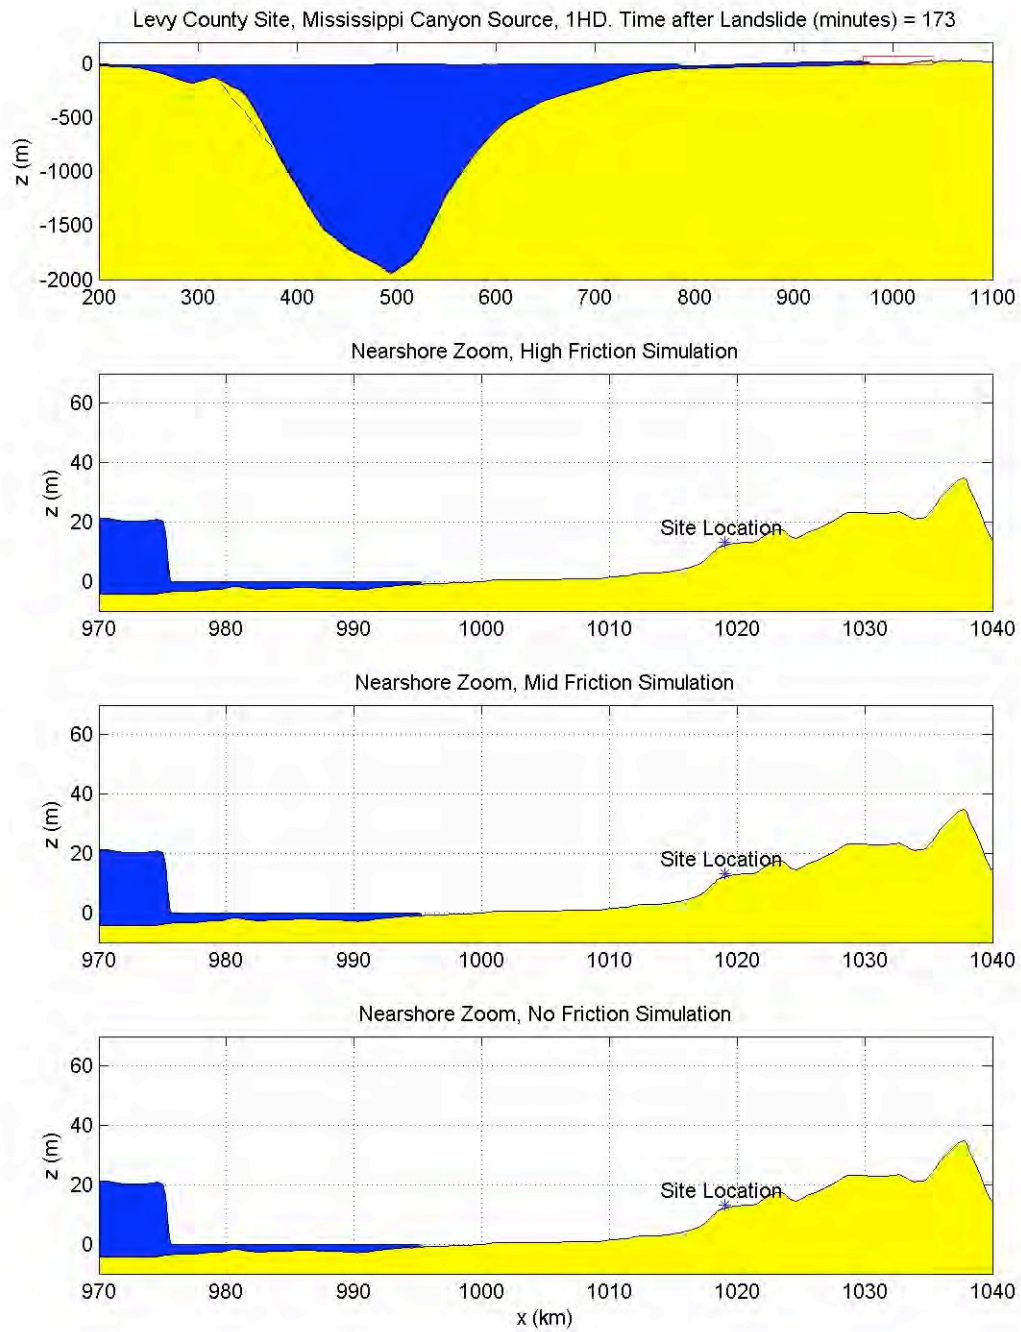 Levy County Site, Mississippi Canyon Source, 1HD. Time after Landslide (minutes) = 173
0
-500
-1000
-1500
-2000
z (m)
200 300 400 500 600 700 800 900 1000 1100
Nearshore Zoom, High Friction Simulation
60
40
20
0
z (m)
Site Location
970 980 990 1000 1010 1020 1030 1040
Nearshore Zoom, Mid Friction Simulation
60
40
20
0
z (m)
Site Location
970 980 990 1000 1010 1020 1030 1040
Nearshore Zoom, No Friction Simulation
60
40
20
0
z (m)
Site Location
970 980 990 1000 1010 1020 1030 1040
x (km)